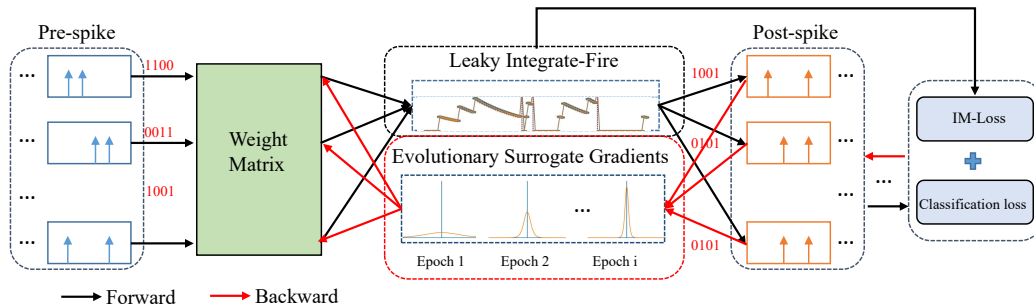 Pre-spike
...
1100
...
0011
...
1001
...
Weight
Matrix
Leaky Integrate-Fire
Evolutionary Surrogate Gradients
...
Epoch 1
Epoch 2
Epoch i
Post-spike
1001
...
0101
...
0101
...
IM-Loss
...
Classification loss
Forward
Backward